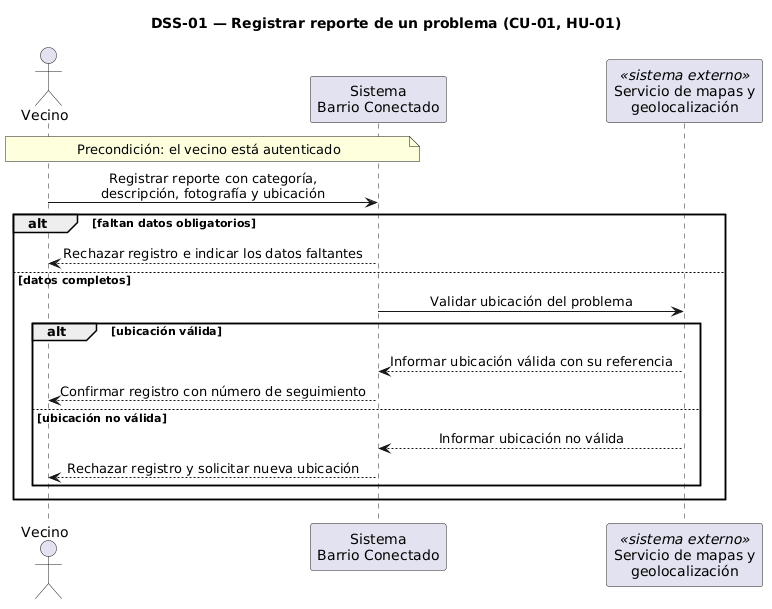 DSS-01 — Registrar reporte de un problema (CU-01, HU-01)
Vecino
Sistema
Barrio Conectado
«sistema externo»
Servicio de mapas y
geolocalización
Precondición: el vecino está autenticado
Registrar reporte con categoría,
descripción, fotografía y ubicación
alt
[faltan datos obligatorios]
Rechazar registro e indicar los datos faltantes
[datos completos]
Validar ubicación del problema
alt
[ubicación válida]
Informar ubicación válida con su referencia
Confirmar registro con número de seguimiento
[ubicación no válida]
Informar ubicación no válida
Rechazar registro y solicitar nueva ubicación
Vecino
Sistema
Barrio Conectado
«sistema externo»
Servicio de mapas y
geolocalización